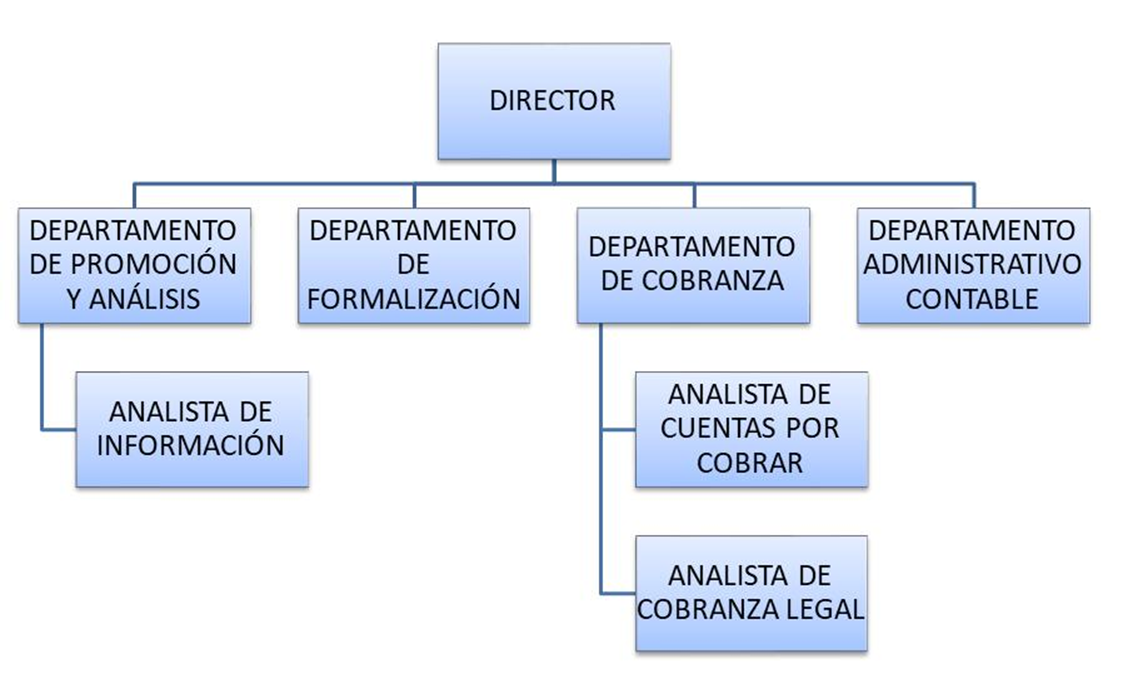 DIRECTOR
DEPARTAMENTO
DE PROMOCIÓN
Y ANÁLISIS
DEPARTAMENTO
DE
FORMALIZACIÓN
DEPARTAMENTO
DE COBRANZA
DEPARTAMENTO
ADMINISTRATIVO
CONTABLE
ANALISTA DE
INFORMACIÓN
ANALISTA DE
CUENTAS POR
COBRAR
ANALISTA DE
COBRANZA LEGAL